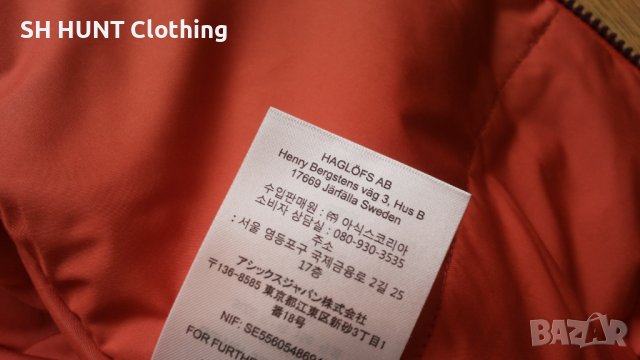 SH HUNT Clothing
HAGLÖFS AB
Henry Bergstens väg 3, Hus B
17669 Järfälla Sweden
수입판매원 : ㈜ 아식스코리아
소비자 상담실 : 080-930-3535
주소
: 서울 영등포구 국제금융로 2길 25
17층
アシックスジャパン株式会社
〒136-8585 東京都江東区新砂3丁目1
番18号
NIF: SE5560548694
FOR FURTHE
BAZAR